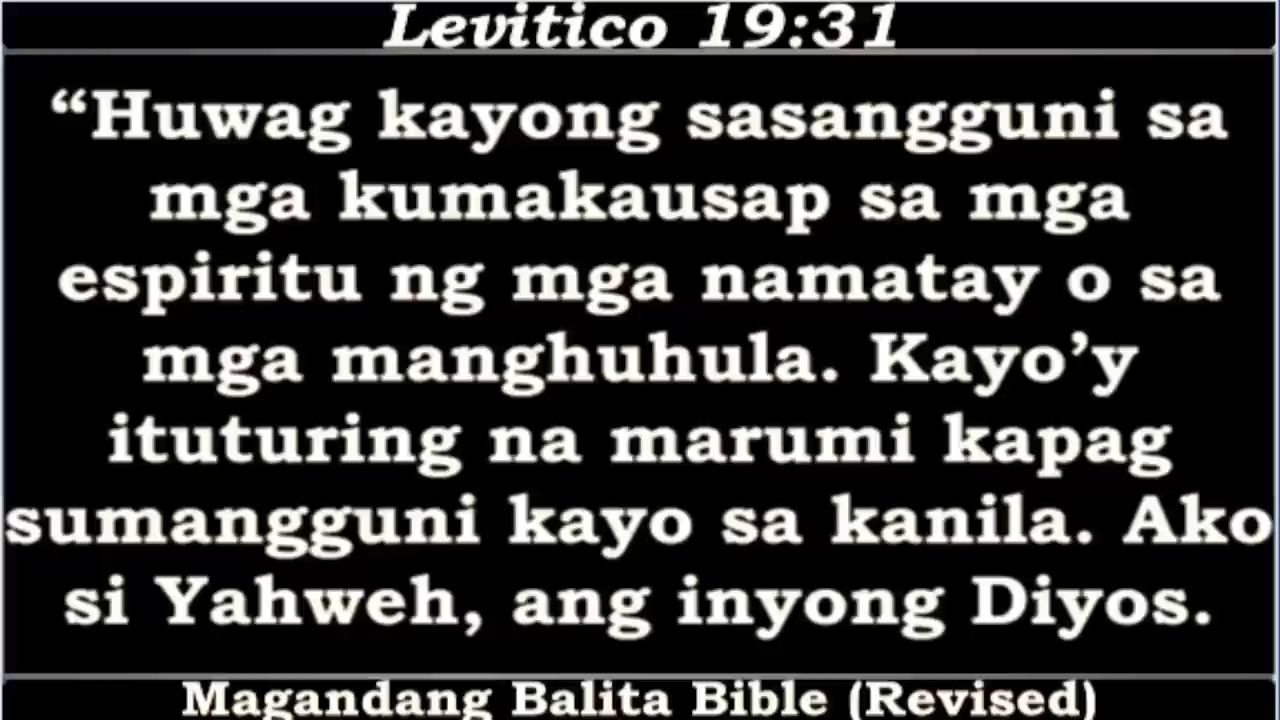 Levitico 19:31
“Huwag kayong sasangguni sa
mga kumakausap sa mga
espiritu ng mga namatay o sa
mga manghuhula. Kayo’y
ituturing na marumi kapag
sumangguni kayo sa kanila. Ako
si Yahweh, ang inyong Diyos.
Magandang Balita Bible (Revised)